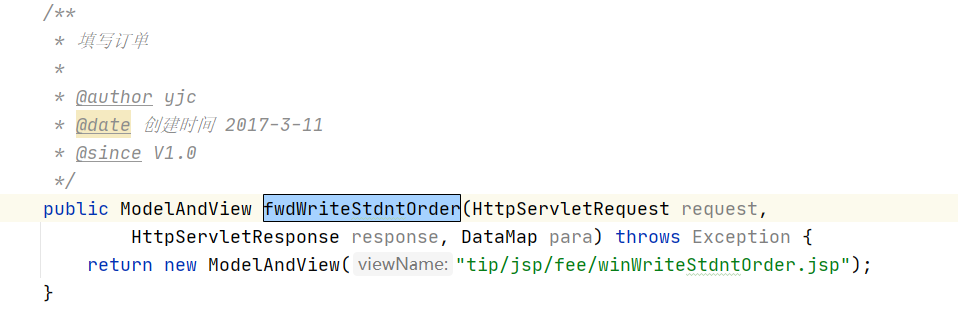 /**
 * 填写订单
 *
 * @author yjc
 * @date 创建时间 2017-3-11
 * @since V1.0
 */
public ModelAndView fwdWriteStdntOrder(HttpServletRequest request,
        HttpServletResponse response, DataMap para) throws Exception {
    return new ModelAndView( viewName: "tip/jsp/fee/winWriteStdntOrder.jsp");
}